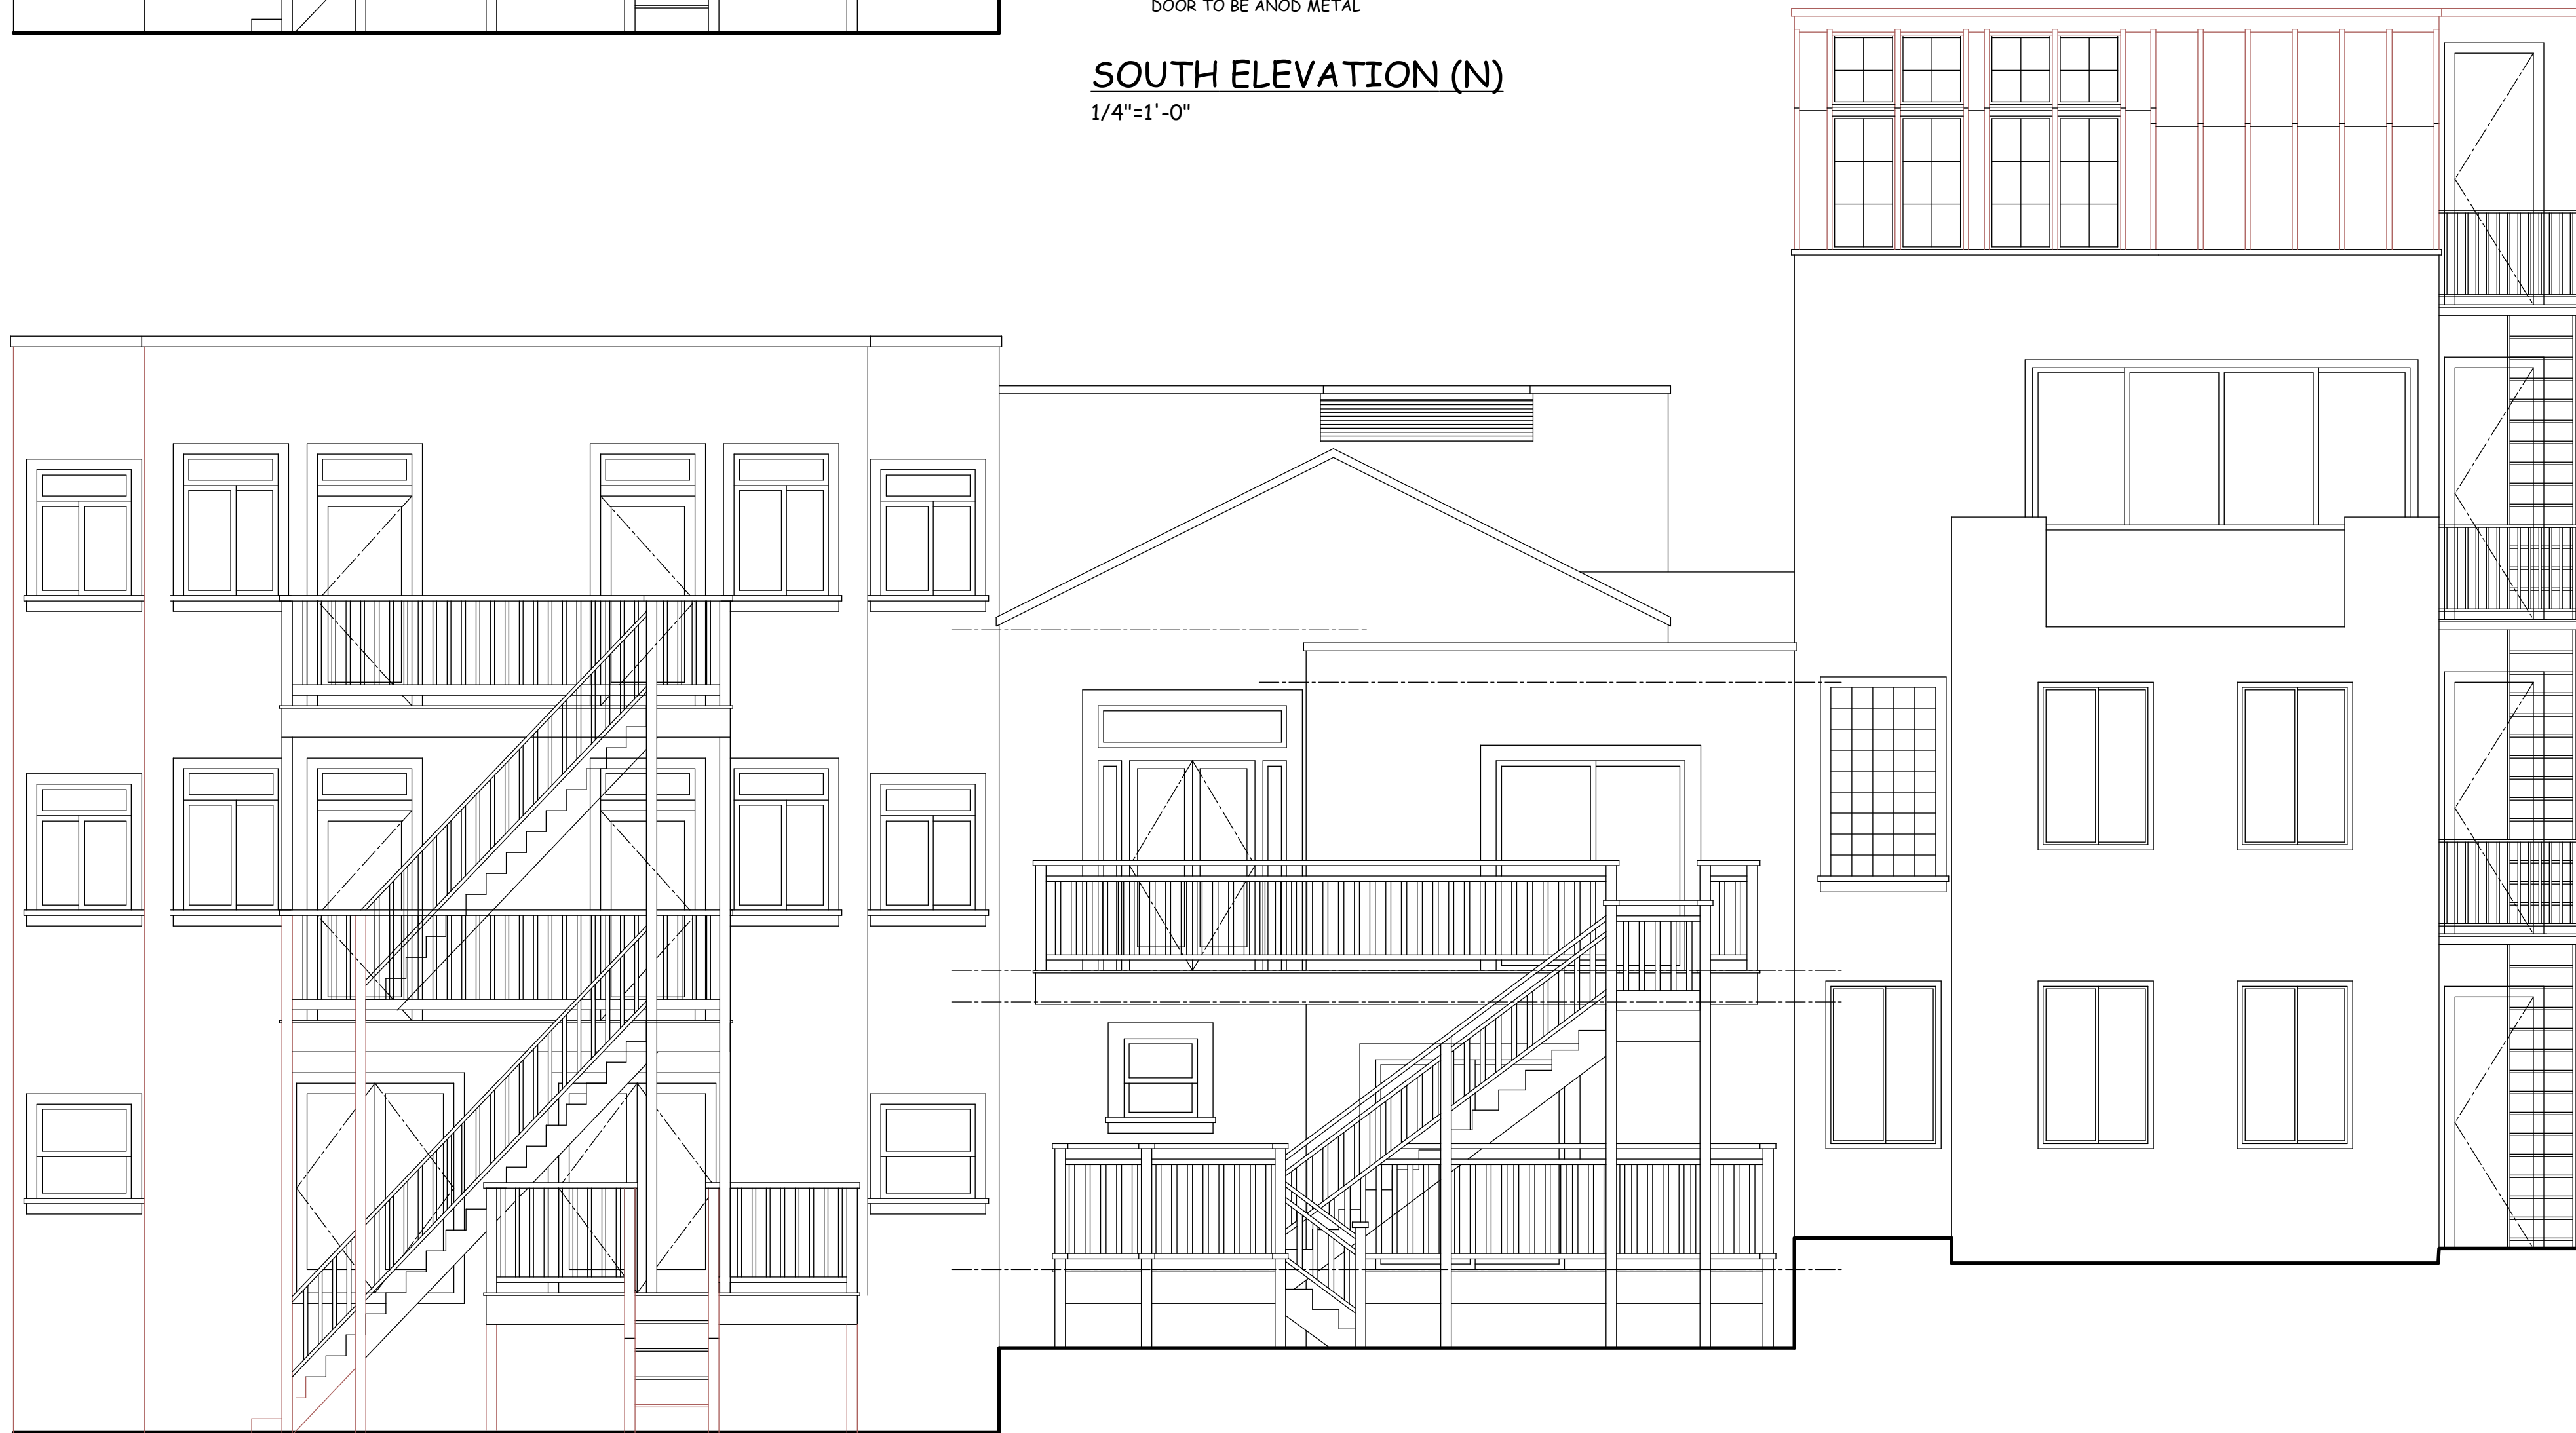 DOOR TO BE ANOD METAL
SOUTH ELEVATION (N)
1/4"=1'-0"